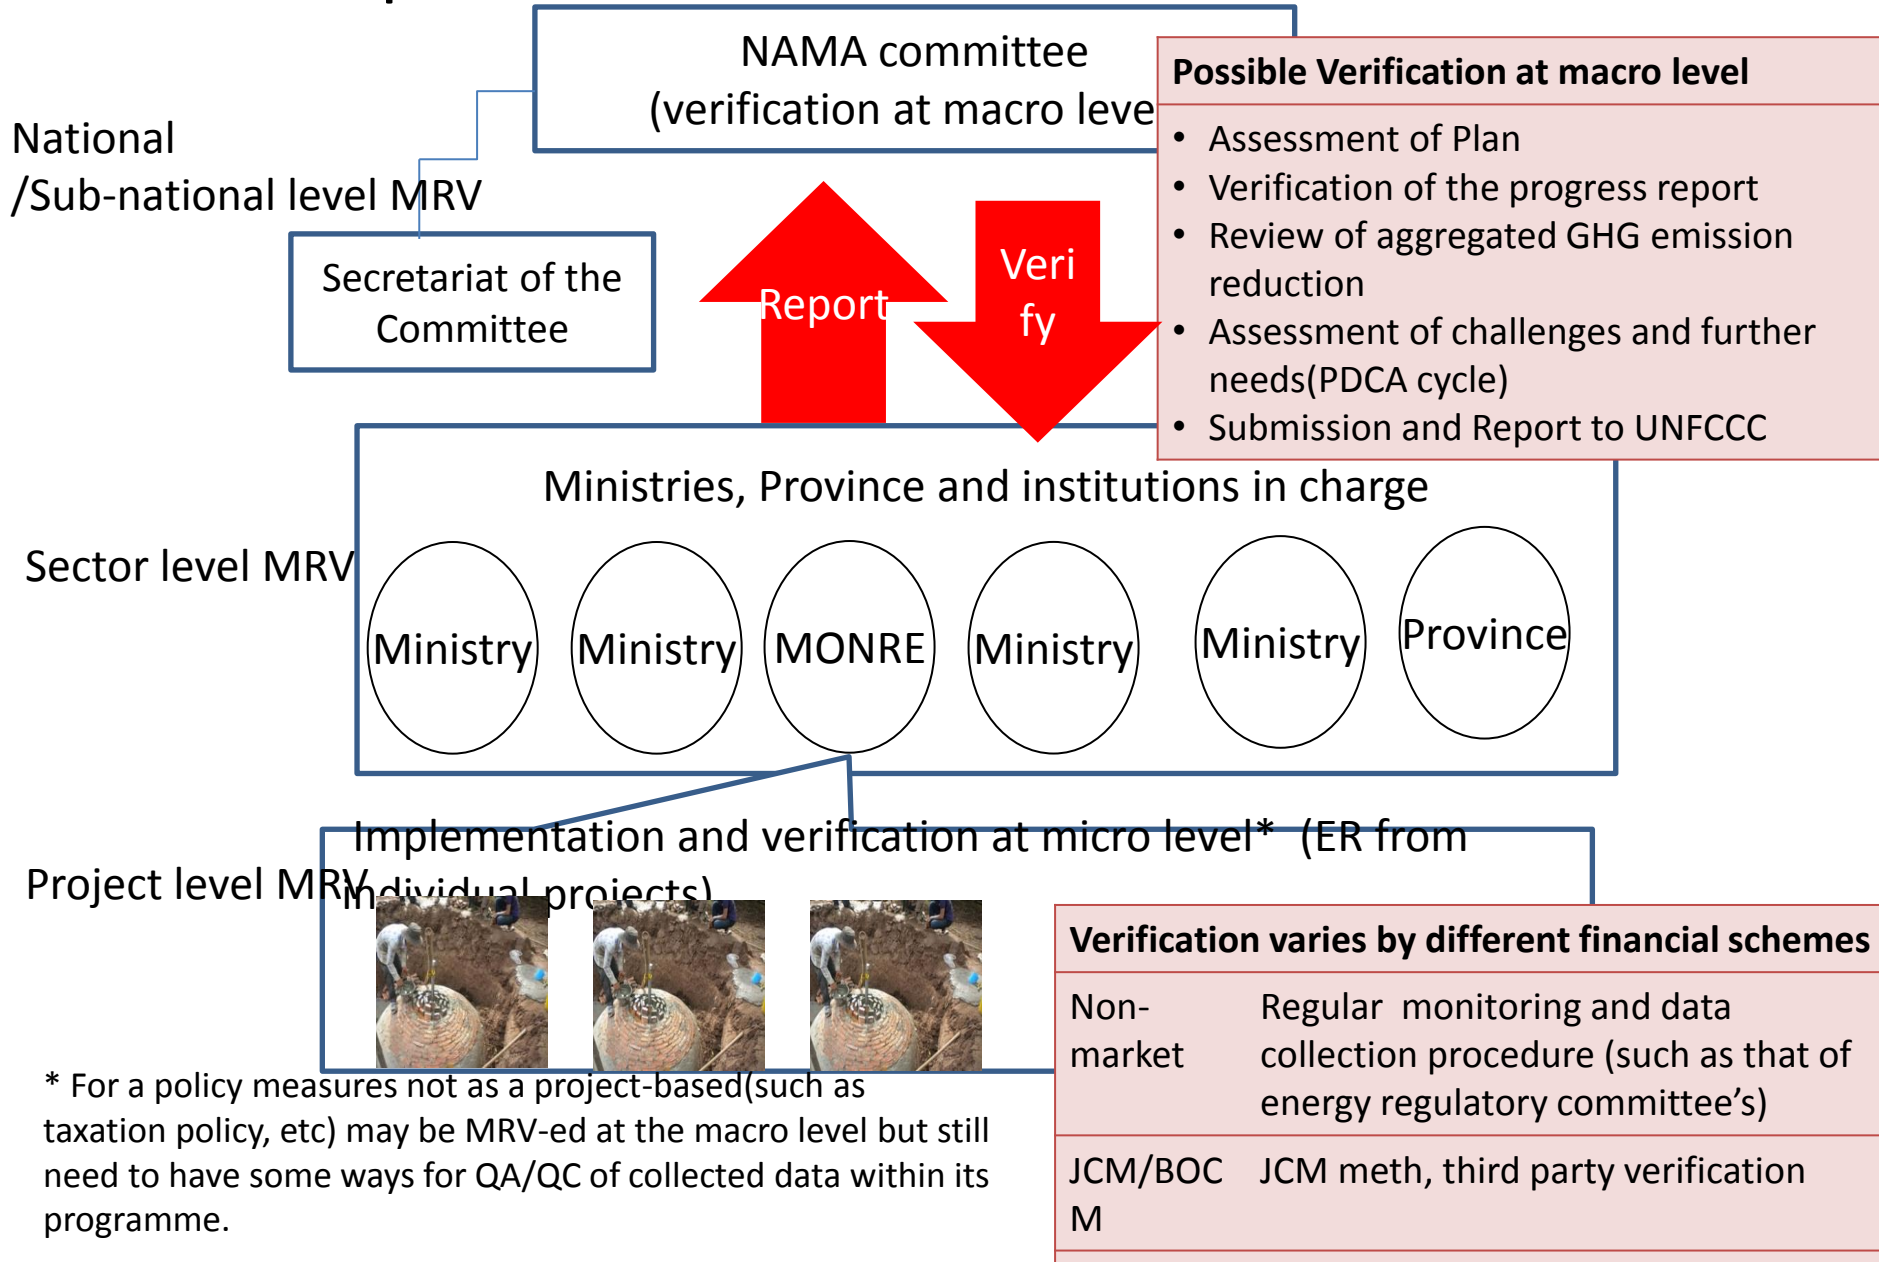 NAMA committee
(verification at macro leve
National
/Sub-national level MRV
Secretariat of the
Committee
Report
Veri
fy
Possible Verification at macro level
• Assessment of Plan
• Verification of the progress report
• Review of aggregated GHG emission
reduction
• Assessment of challenges and further
needs(PDCA cycle)
• Submission and Report to UNFCCC
Ministries, Province and institutions in charge
Sector level MRV
Ministry
Ministry
MONRE
Ministry
Ministry
Province
Implementation and verification at micro level* (ER from
individual projects)
Project level MRV
Verification varies by different financial schemes
Non-
market
Regular monitoring and data
collection procedure (such as that of
energy regulatory committee’s)
JCM/BOC
M
JCM meth, third party verification
* For a policy measures not as a project-based(such as
taxation policy, etc) may be MRV-ed at the macro level but still
need to have some ways for QA/QC of collected data within its
programme.